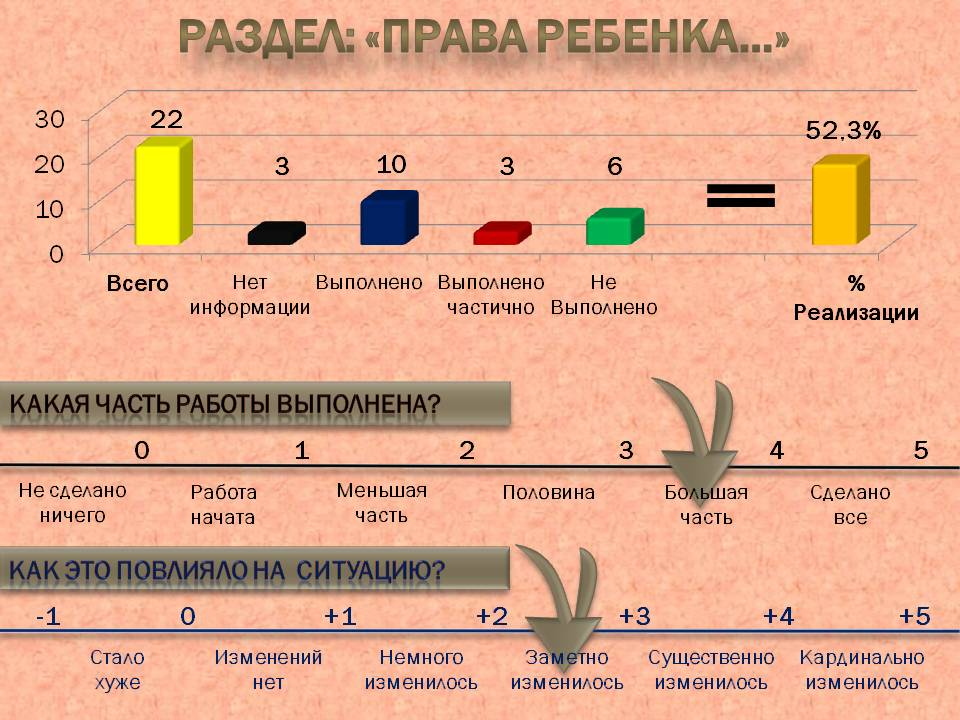 РАЗДЕЛ: «ПРАВА РЕБЕНКА...»
30
20
10
0
22
3
10
3
6
52,3%
Всего
Нет
информации
Выполнено
Выполнено
частично
Не
Выполнено
%
Реализации
КАКАЯ ЧАСТЬ РАБОТЫ ВЫПОЛНЕНА?
0 1 2 3 4 5
Не сделано
ничего
Работа
начата
Меньшая
часть
Половина
Большая
часть
Сделано
все
КАК ЭТО ПОВЛИЯЛО НА СИТУАЦИЮ?
-1 0 +1 +2 +3 +4 +5
Стало
хуже
Изменений
нет
Немного
изменилось
Заметно
изменилось
Существенно
изменилось
Кардинально
изменилось